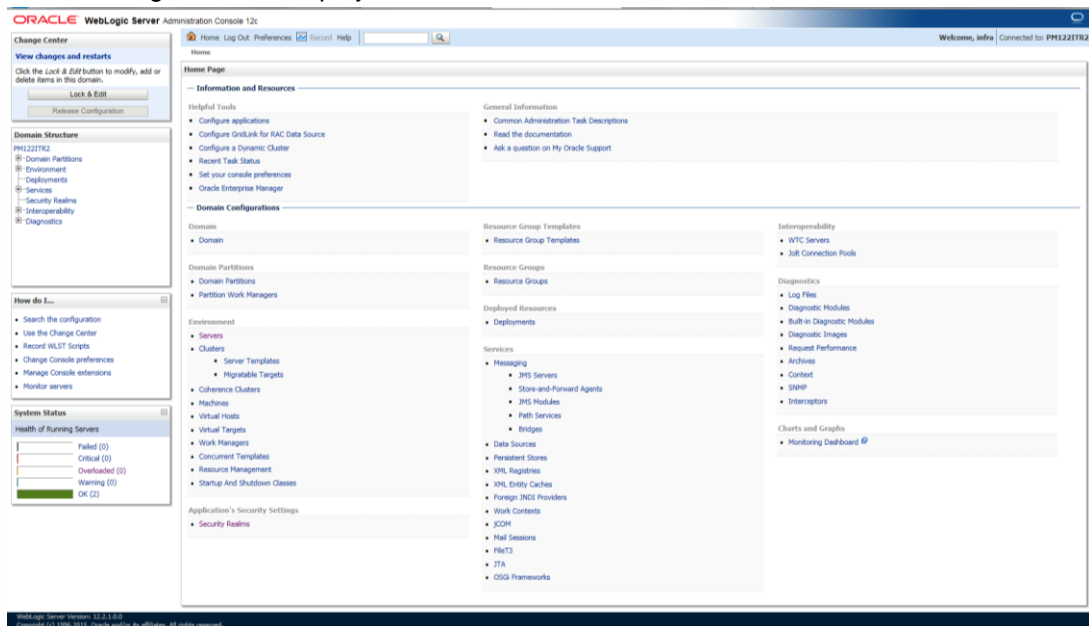 ORACLE WebLogic Server Administration Console 12c
Change Center
View changes and restarts
Click the Lock & Edit button to modify, add or
delete items in this domain.
Lock & Edit
Release Configuration
Domain Structure
PM122ITR2
Domain Partitions
Environment
Deployments
Services
Security Realms
Interoperability
Diagnostics
How do I...
Search the configuration
Use the Change Center
Record WLST Scripts
Change Console preferences
Manage Console extensions
Monitor servers
System Status
Health of Running Servers
Failed (0)
Critical (0)
Overloaded (0)
Warning (0)
OK (2)
Home Log Out Preferences Record Help
Welcome, infra Connected to: PM122ITR2
Home
Home Page
Information and Resources
Helpful Tools
Configure applications
Configure GridLink for RAC Data Source
Configure a Dynamic Cluster
Recent Task Status
Set your console preferences
Oracle Enterprise Manager
General Information
Common Administration Task Descriptions
Read the documentation
Ask a question on My Oracle Support
Domain Configurations
Domain
Domain
Domain Partitions
Domain Partitions
Partition Work Managers
Environment
Servers
Clusters
Server Templates
Migratable Targets
Coherence Clusters
Machines
Virtual Hosts
Virtual Targets
Work Managers
Concurrent Templates
Resource Management
Startup And Shutdown Classes
Application's Security Settings
Security Realms
Resource Group Templates
Resource Group Templates
Resource Groups
Resource Groups
Deployed Resources
Deployments
Services
Messaging
JMS Servers
Store-and-Forward Agents
JMS Modules
Path Services
Bridges
Data Sources
Persistent Stores
XML Registries
XML Entity Caches
Foreign JNDI Providers
Work Contexts
jCOM
Mail Sessions
FileT3
JTA
OSGi Frameworks
Interoperability
WTC Servers
Jolt Connection Pools
Diagnostics
Log Files
Diagnostic Modules
Built-in Diagnostic Modules
Diagnostic Images
Request Performance
Archives
Context
SNMP
Interceptors
Charts and Graphs
Monitoring Dashboard
WebLogic Server Version: 12.2.1.0.0
Copyright (c) 1996-2015, Oracle and/or its affiliates. All rights reserved.